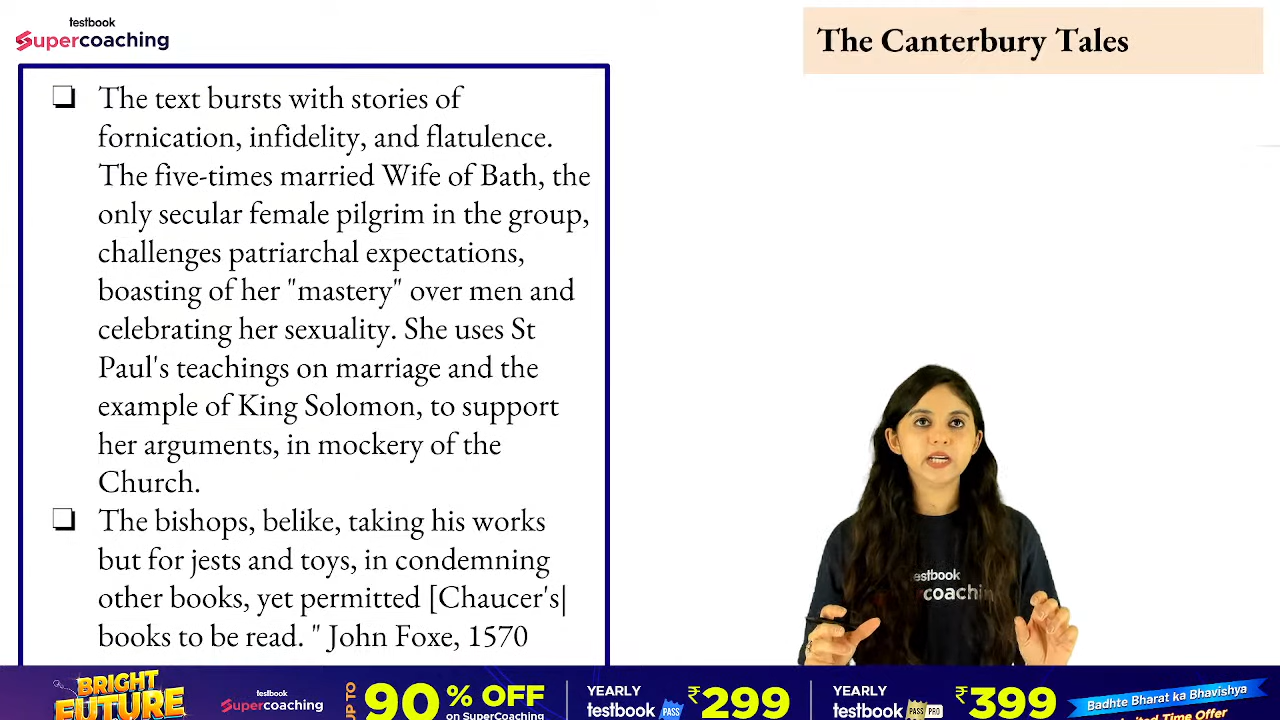 testbook
Supercoaching
The Canterbury Tales
❏ The text bursts with stories of
fornication, infidelity, and flatulence.
The five-times married Wife of Bath, the
only secular female pilgrim in the group,
challenges patriarchal expectations,
boasting of her "mastery" over men and
celebrating her sexuality. She uses St
Paul's teachings on marriage and the
example of King Solomon, to support
her arguments, in mockery of the
Church.
❏ The bishops, belike, taking his works
but for jests and toys, in condemning
other books, yet permitted [Chaucer's|
books to be read. " John Foxe, 1570
estbook
coachin
BRIGHT
FUTURE
testbook
Supercoaching
UPTO
90% OFF
on SuperCoaching
YEARLY
testbook PASS
₹299
YEARLY
testbook PASS PRO
₹399
Badhte Bharat ka Bhavishya
ited Time Offer